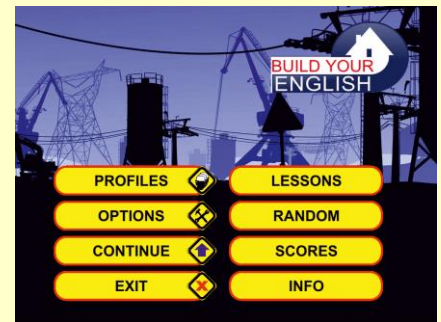 BUILD YOUR
ENGLISH
PROFILES
OPTIONS
CONTINUE
EXIT
LESSONS
RANDOM
SCORES
INFO